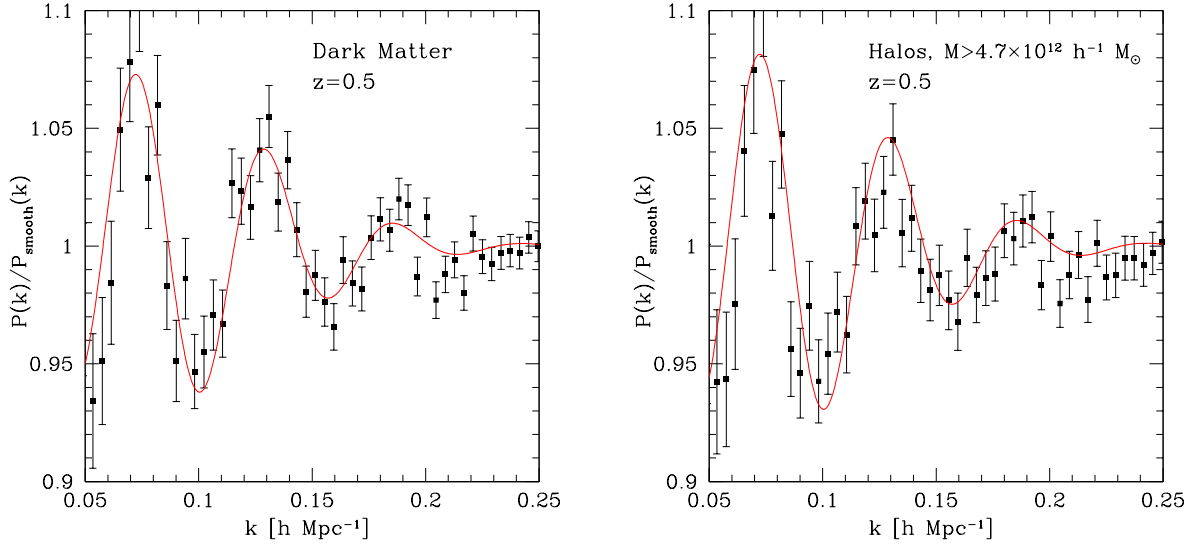 1.1
1.05
1
0.95
0.9
P(k)/P_smooth(k)
Dark Matter
z=0.5
0.05 0.1 0.15 0.2 0.25
k [h Mpc⁻¹]
1.1
1.05
1
0.95
0.9
P(k)/P_smooth(k)
Halos, M>4.7×10¹² h⁻¹ M⊙
z=0.5
0.05 0.1 0.15 0.2 0.25
k [h Mpc⁻¹]